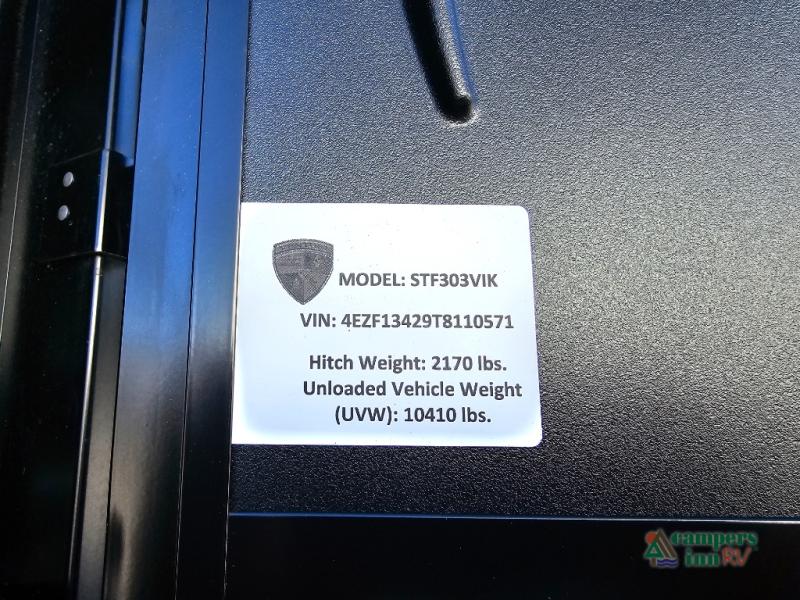 MODEL: STF303VIK
VIN: 4EZF13429T8110571
Hitch Weight: 2170 lbs.
Unloaded Vehicle Weight
(UVW): 10410 lbs.
campers
inn RV